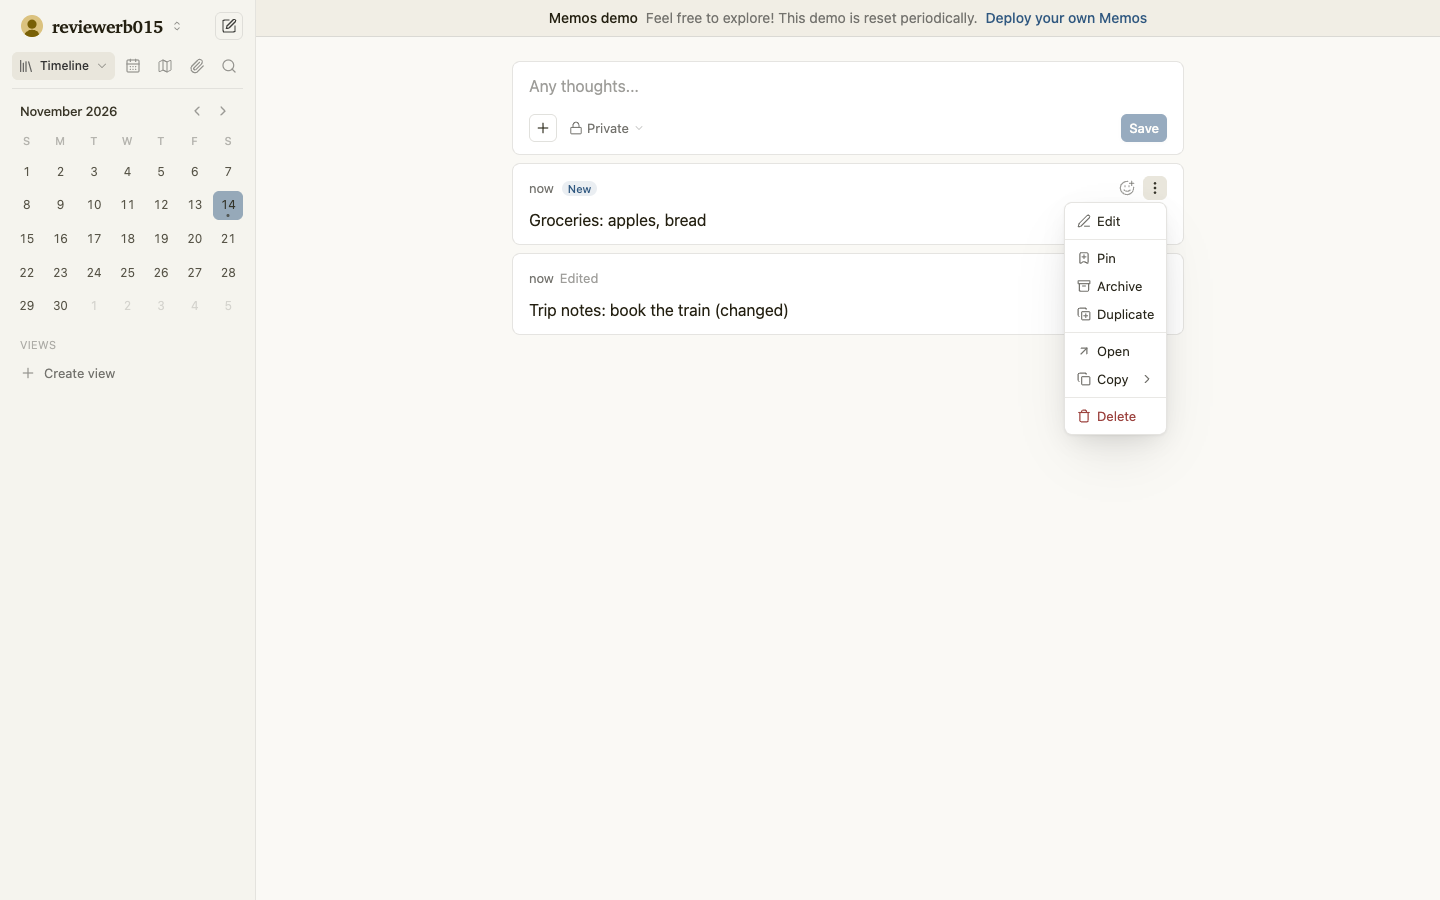 reviewerb015
Memos demo Feel free to explore! This demo is reset periodically. Deploy your own Memos
Timeline
November 2026
S M T W T F S
1 2 3 4 5 6 7
8 9 10 11 12 13 14
15 16 17 18 19 20 21
22 23 24 25 26 27 28
29 30 1 2 3 4 5
VIEWS
Create view
Any thoughts...
Private
Save
now New
Groceries: apples, bread
now Edited
Trip notes: book the train (changed)
Edit
Pin
Archive
Duplicate
Open
Copy
Delete